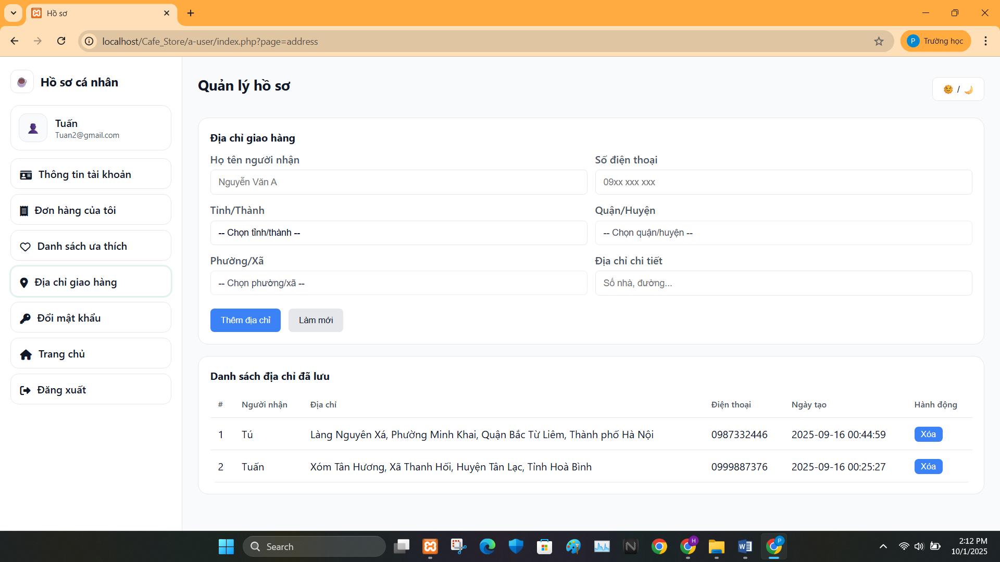 Hồ sơ
localhost/Cafe_Store/a-user/index.php?page=address
P Trường học
Hồ sơ cá nhân
Tuấn
Tuan2@gmail.com
Thông tin tài khoản
Đơn hàng của tôi
Danh sách ưa thích
Địa chỉ giao hàng
Đổi mật khẩu
Trang chủ
Đăng xuất
Quản lý hồ sơ
/
Địa chỉ giao hàng
Họ tên người nhận Số điện thoại
Nguyễn Văn A 09xx xxx xxx
Tỉnh/Thành Quận/Huyện
-- Chọn tỉnh/thành -- -- Chọn quận/huyện --
Phường/Xã Địa chỉ chi tiết
-- Chọn phường/xã -- Số nhà, đường...
Thêm địa chỉ Làm mới
Danh sách địa chỉ đã lưu
# Người nhận Địa chỉ Điện thoại Ngày tạo Hành động
1 Tú Làng Nguyên Xá, Phường Minh Khai, Quận Bắc Từ Liêm, Thành phố Hà Nội 0987332446 2025-09-16 00:44:59 Xóa
2 Tuấn Xóm Tân Hương, Xã Thanh Hối, Huyện Tân Lạc, Tỉnh Hoà Bình 0999887376 2025-09-16 00:25:27 Xóa
Search
H
P
2:12 PM
10/1/2025